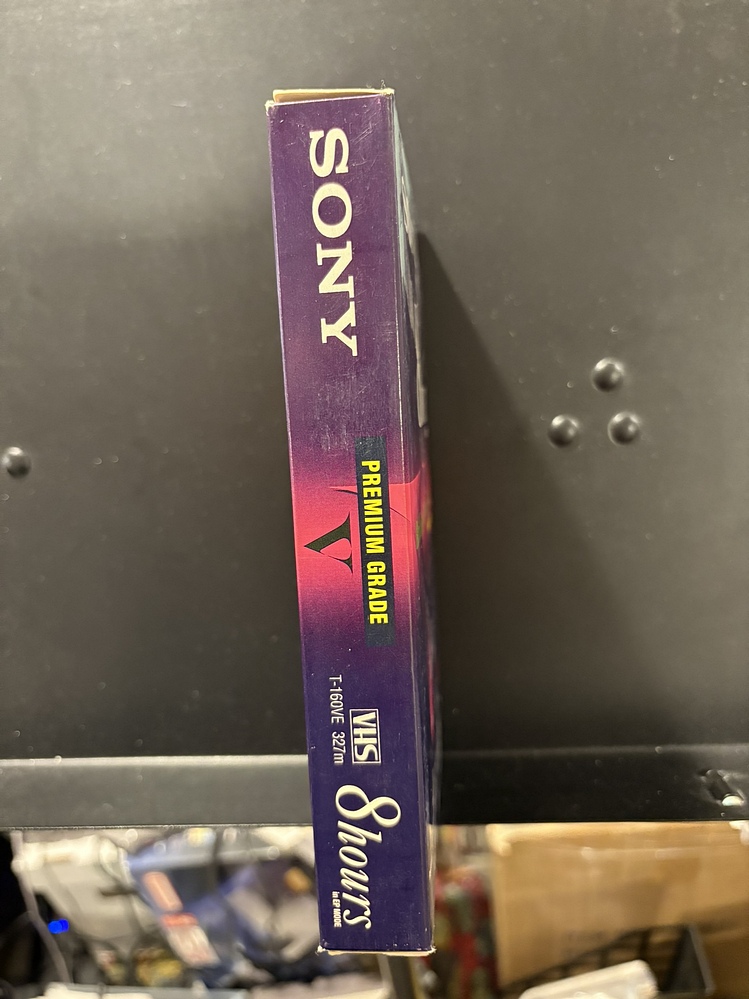 SONY
PREMIUM GRADE
V
VHS
T-160VE 327m
8hours
in EP MODE